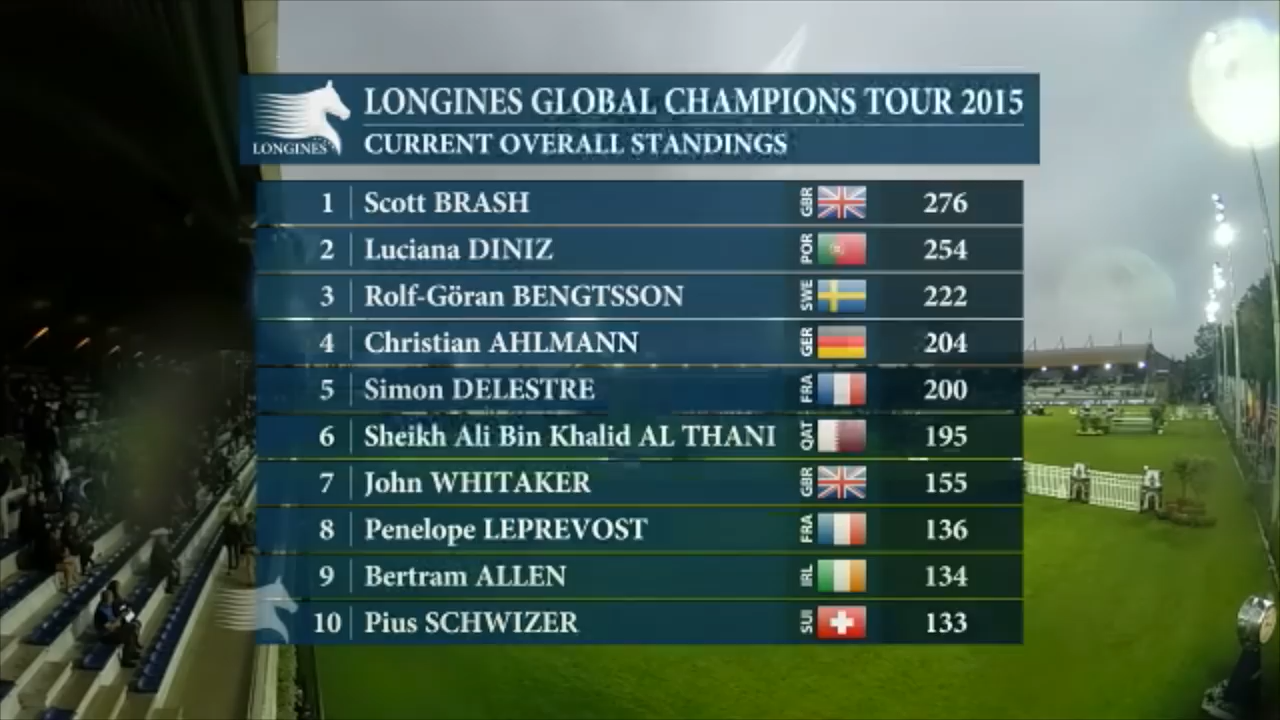 LONGINES GLOBAL CHAMPIONS TOUR 2015
LONGINES
CURRENT OVERALL STANDINGS
1 Scott BRASH GBR 276
2 Luciana DINIZ POR 254
3 Rolf-Göran BENGTSSON SWE 222
4 Christian AHLMANN GER 204
5 Simon DELESTRE FRA 200
6 Sheikh Ali Bin Khalid AL THANI QAT 195
7 John WHITAKER GBR 155
8 Penelope LEPREVOST FRA 136
9 Bertram ALLEN IRL 134
10 Pius SCHWIZER SUI 133